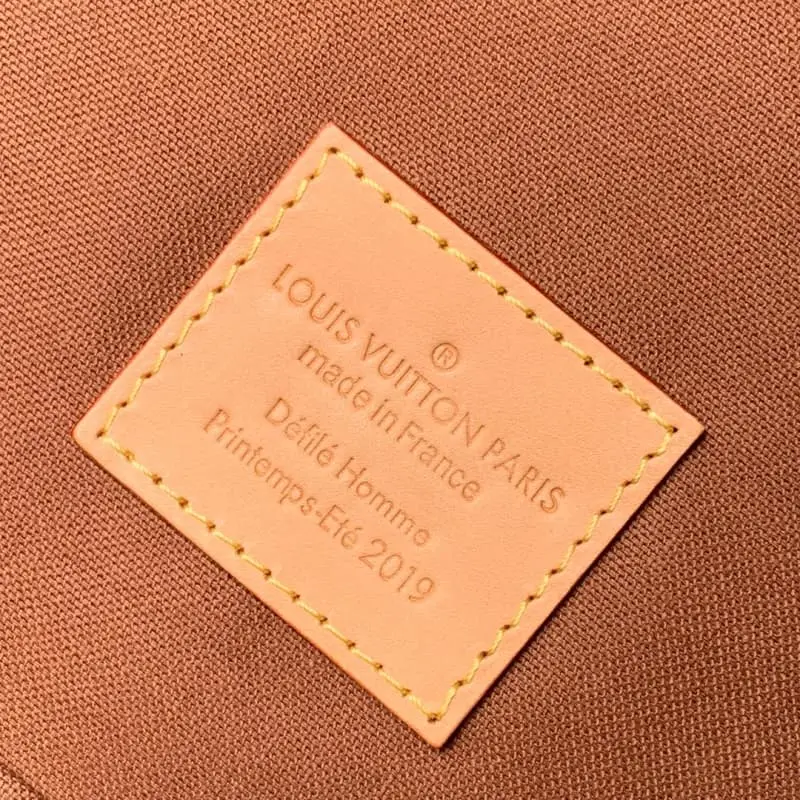 LOUIS VUITTON PARIS
®
made in France
Défilé Homme
Printemps-Eté 2019